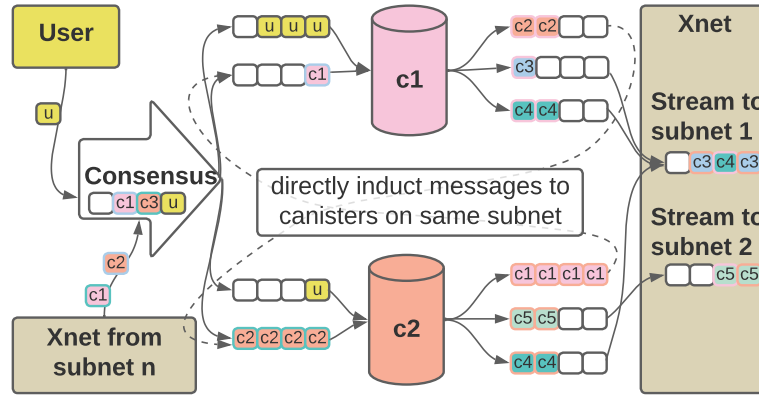 User
u
Consensus
c1 c3 u
c2
c1
Xnet from
subnet n
u u u
c1
c1
c2 c2
c3
c4 c4
directly induct messages to
canisters on same subnet
u
c2 c2 c2 c2
c2
c1 c1 c1 c1
c5 c5
c4 c4
Xnet
Stream to
subnet 1
c3 c4 c3
Stream to
subnet 2
c5 c5